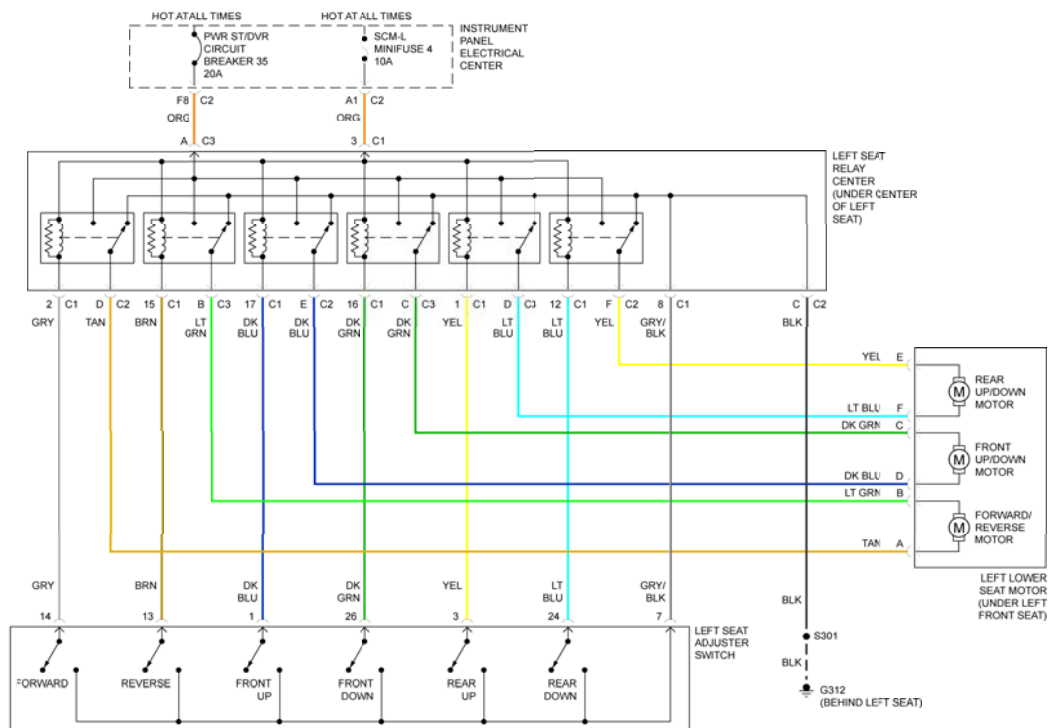 HOT AT ALL TIMES
HOT AT ALL TIMES
PWR ST/DVR
CIRCUIT
BREAKER 35
20A
SCM-L
MINIFUSE 4
10A
INSTRUMENT
PANEL
ELECTRICAL
CENTER
F8 C2
A1 C2
ORG
ORG
A C3
3 C1
LEFT SEAT
RELAY
CENTER
(UNDER CENTER
OF LEFT
SEAT)
2 C1 D C2 15 C1 B C3 17 C1 E C2 16 C1 C C3 1 C1 D C3 12 C1 F C2 8 C1 C C2
GRY
TAN
BRN
LT
GRN
DK
BLU
DK
BLU
DK
GRN
DK
GRN
YEL
LT
BLU
LT
BLU
YEL
GRY/
BLK
BLK
YEL E
REAR
UP/DOWN
MOTOR
LT BLU F
DK GRN C
FRONT
UP/DOWN
MOTOR
DK BLU D
LT GRN B
FORWARD/
REVERSE
MOTOR
TAN A
M
M
M
LEFT LOWER
SEAT MOTOR
(UNDER LEFT
FRONT SEAT)
GRY
BRN
DK
BLU
DK
GRN
YEL
LT
BLU
GRY/
BLK
BLK
14 13 1 26 3 24 7
LEFT SEAT
ADJUSTER
SWITCH
S301
BLK
G312
(BEHIND LEFT SEAT)
FORWARD
REVERSE
FRONT
UP
FRONT
DOWN
REAR
UP
REAR
DOWN